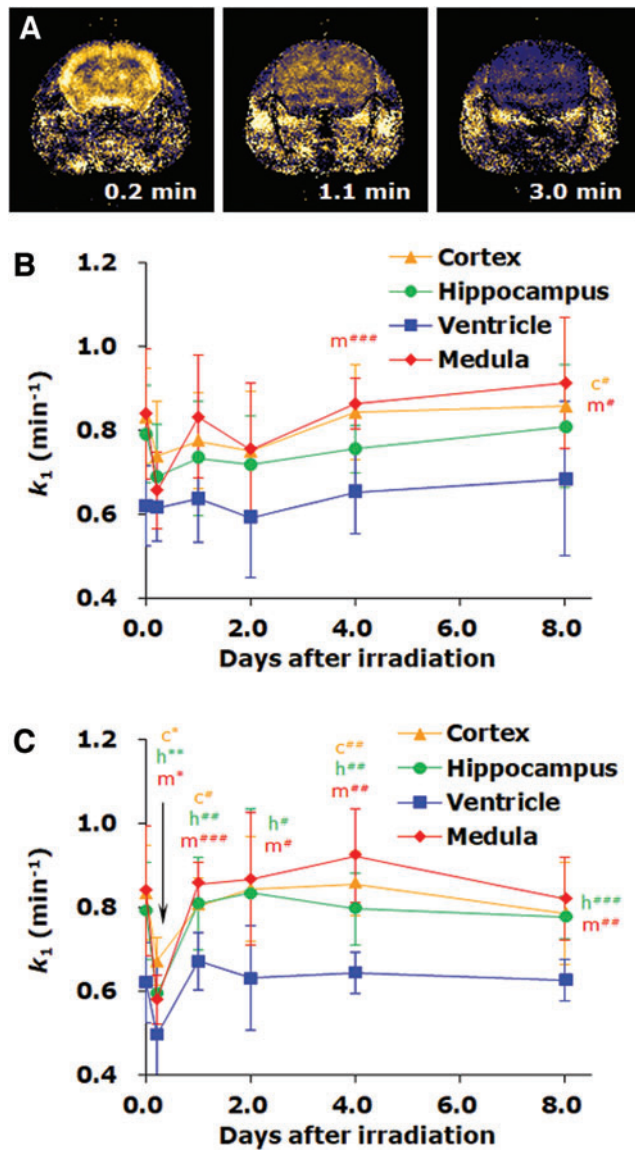 A
0.2 min
1.1 min
3.0 min
B
k1 (min-1)
1.2
1.0
0.8
0.6
0.4
Cortex
Hippocampus
Ventricle
Medula
m###
c#
m#
0.0
2.0
4.0
6.0
8.0
Days after irradiation
C
k1 (min-1)
1.2
1.0
0.8
0.6
0.4
c*
h**
m*
c#
h##
m###
h#
m#
c##
h##
m##
Cortex
Hippocampus
Ventricle
Medula
h###
m##
0.0
2.0
4.0
6.0
8.0
Days after irradiation